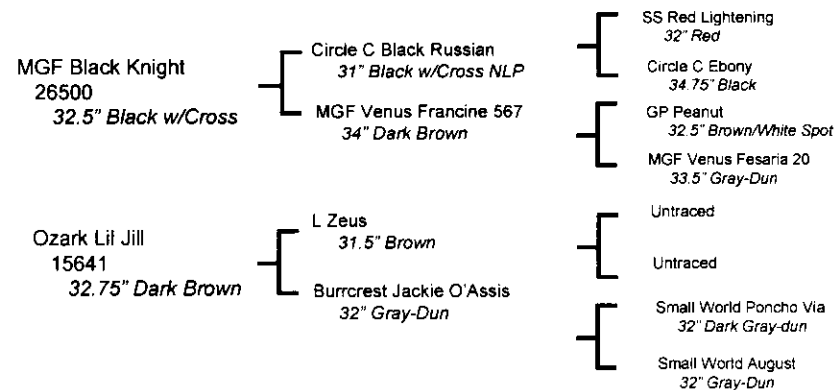 MGF Black Knight
26500
32.5" Black w/Cross
Circle C Black Russian
31" Black w/Cross NLP
MGF Venus Francine 567
34" Dark Brown
SS Red Lightening
32" Red
Circle C Ebony
34.75" Black
GP Peanut
32.5" Brown/White Spot
MGF Venus Fesaria 20
33.5" Gray-Dun
Ozark Lil Jill
15641
32.75" Dark Brown
L Zeus
31.5" Brown
Burrcrest Jackie O'Assis
32" Gray-Dun
Untraced
Untraced
Small World Poncho Via
32" Dark Gray-dun
Small World August
32" Gray-Dun